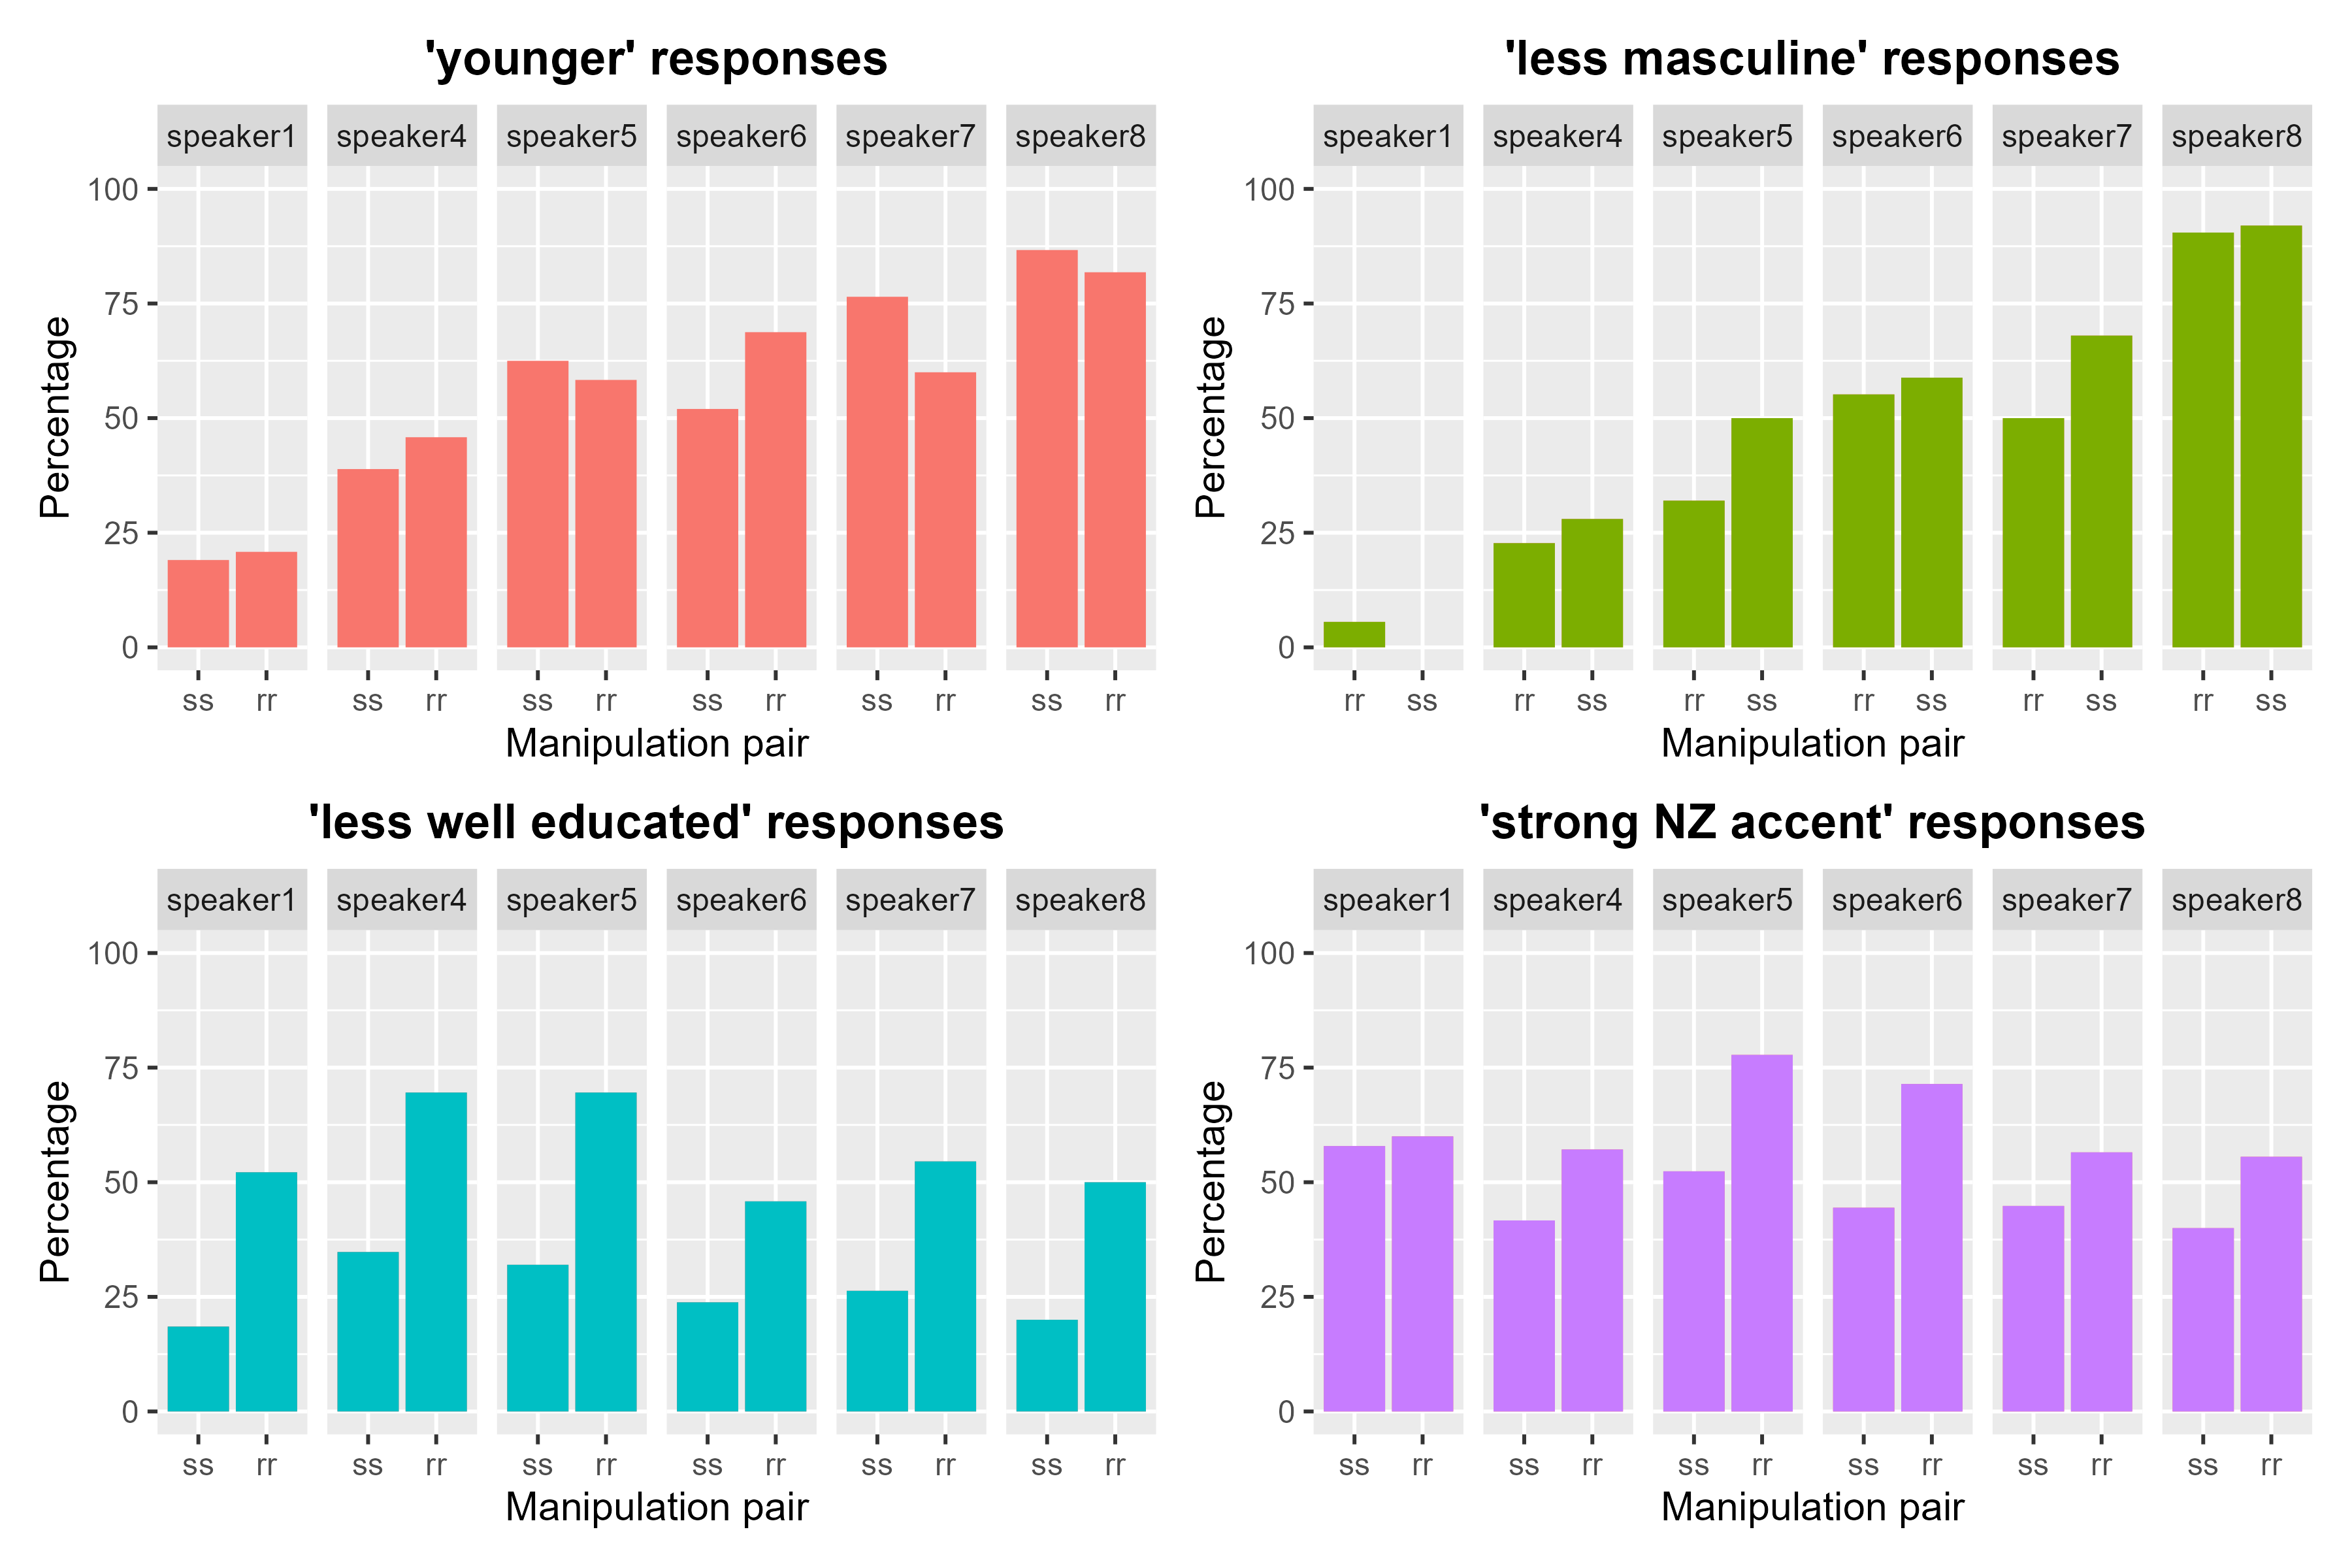 'younger' responses
speaker1 speaker4 speaker5 speaker6 speaker7 speaker8
100
75
50
25
0
Percentage
ss rr ss rr ss rr ss rr ss rr ss rr
Manipulation pair
'less masculine' responses
speaker1 speaker4 speaker5 speaker6 speaker7 speaker8
100
75
50
25
0
Percentage
rr ss rr ss rr ss rr ss rr ss rr ss
Manipulation pair
'less well educated' responses
speaker1 speaker4 speaker5 speaker6 speaker7 speaker8
100
75
50
25
0
Percentage
ss rr ss rr ss rr ss rr ss rr ss rr
Manipulation pair
'strong NZ accent' responses
speaker1 speaker4 speaker5 speaker6 speaker7 speaker8
100
75
50
25
0
Percentage
ss rr ss rr ss rr ss rr ss rr ss rr
Manipulation pair